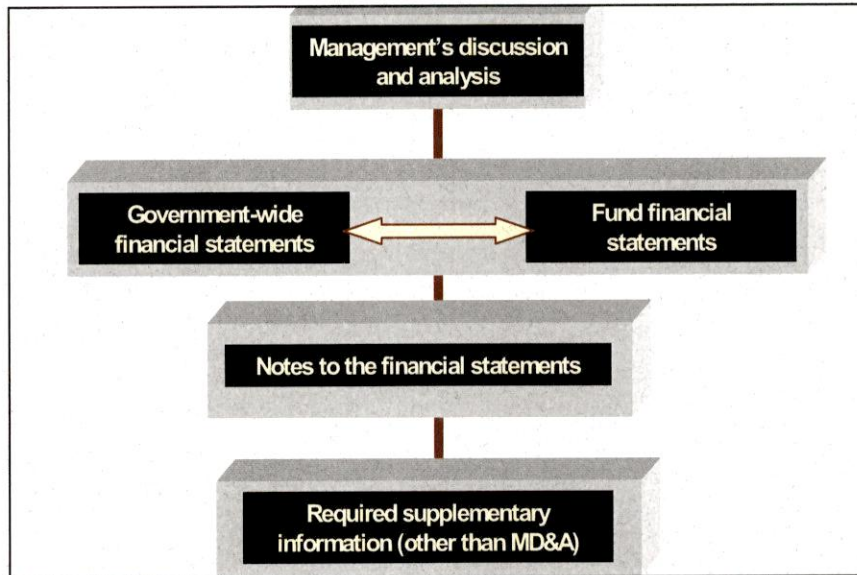 Management's discussion
and analysis
Government-wide
financial statements
Fund financial
statements
Notes to the financial statements
Required supplementary
information (other than MD&A)